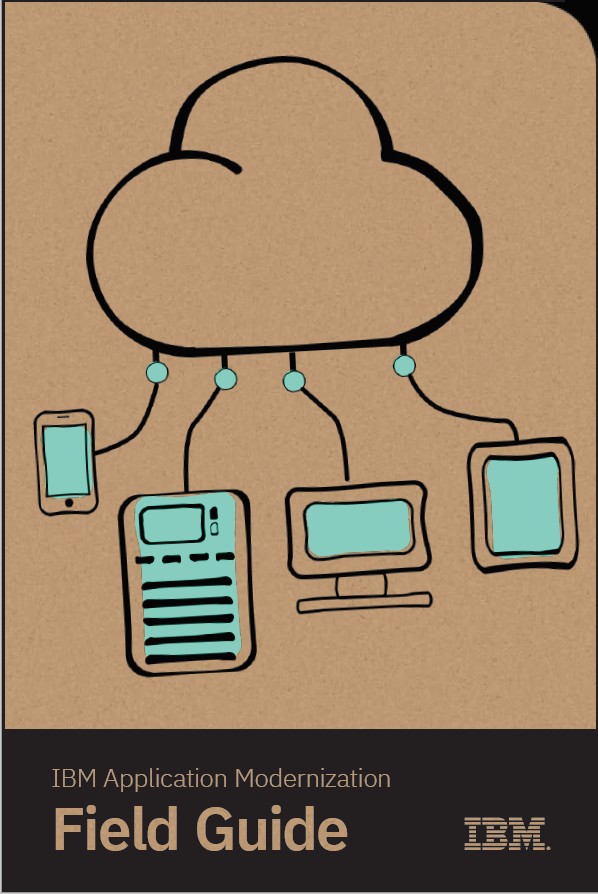 IBM Application Modernization
Field Guide
IBM.